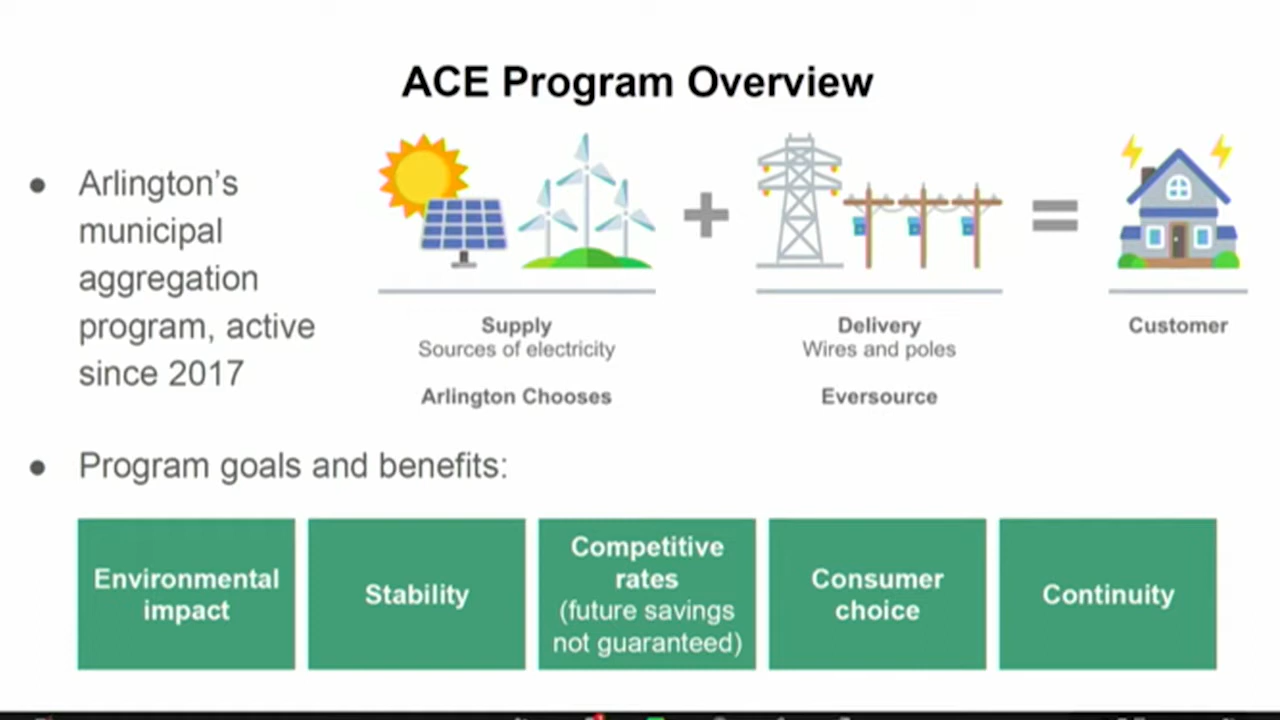 ACE Program Overview
● Arlington’s
municipal
aggregation
program, active
since 2017
Supply
Sources of electricity
Arlington Chooses
Delivery
Wires and poles
Eversource
Customer
● Program goals and benefits:
Environmental
impact
Stability
Competitive
rates
(future savings
not guaranteed)
Consumer
choice
Continuity